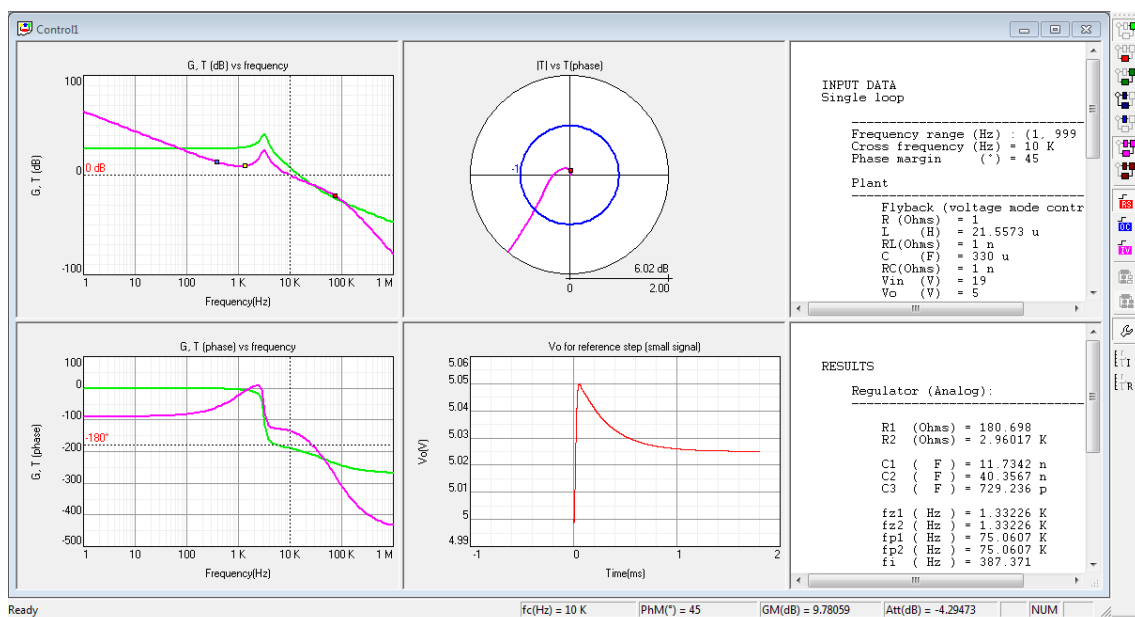 Control1
G, T (dB) vs frequency
100
0 dB
0
-100
G, T(dB)
1
10
100
1 K
10 K
100 K
1 M
Frequency(Hz)
|T| vs T(phase)
-1
6.02 dB
0
2.00
INPUT DATA
Single loop
Frequency range (Hz) : (1, 999
Cross frequency (Hz) = 10 K
Phase margin (°) = 45
Plant
Flyback (voltage mode contr
R (Ohms) = 1
L (H) = 21.5573 u
RL(Ohms) = 1 n
C (F) = 330 u
RC(Ohms) = 1 n
Vin (V) = 19
Vo (V) = 5
RS
OC
IV
I
R
G, T (phase) vs frequency
100
0
-100
-180°
-200
-300
-400
-500
G, T (phase)
1
10
100
1 K
10 K
100 K
1 M
Frequency(Hz)
Vo for reference step (small signal)
5.06
5.05
5.04
5.03
5.02
5.01
5
4.99
Vo(V)
-1
0
1
2
Time(ms)
RESULTS
Regulator (Analog):
R1 (Ohms) = 180.698
R2 (Ohms) = 2.96017 K
C1 ( F ) = 11.7342 n
C2 ( F ) = 40.3567 n
C3 ( F ) = 729.236 p
fz1 ( Hz ) = 1.33226 K
fz2 ( Hz ) = 1.33226 K
fp1 ( Hz ) = 75.0607 K
fp2 ( Hz ) = 75.0607 K
fi ( Hz ) = 387.371
Ready
fc(Hz) = 10 K
PhM(°) = 45
GM(dB) = 9.78059
Att(dB) = -4.29473
NUM